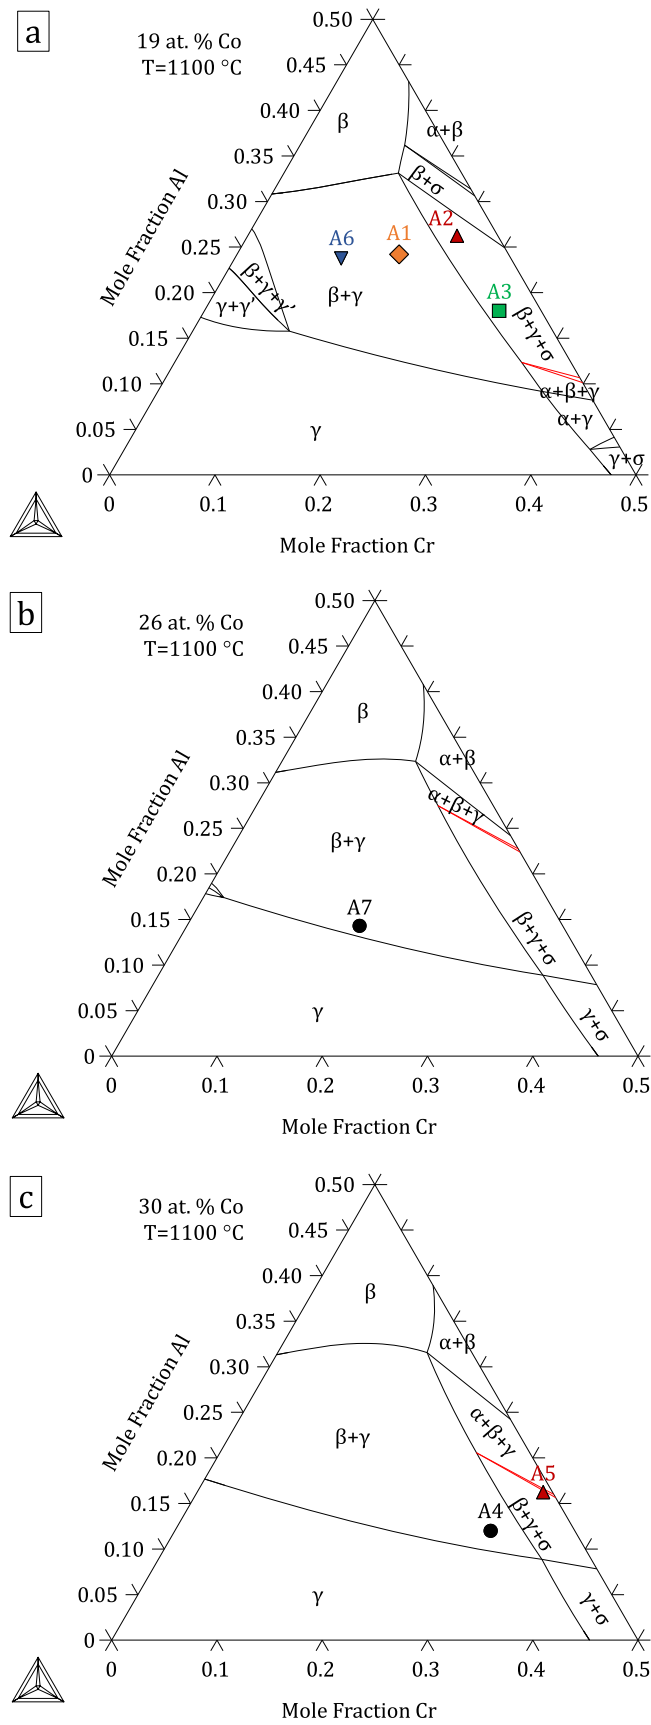 a
19 at. % Co
T=1100 °C
0.50
0.45
0.40
0.35
0.30
0.25
0.20
0.15
0.10
0.05
0
Mole Fraction Al
β
α+β
β+σ
A2
A6
A1
A3
β+γ+γ′
γ+γ′
β+γ
β+γ+σ
α+β+γ
α+γ
γ
γ+σ
0
0.1
0.2
0.3
0.4
0.5
Mole Fraction Cr
b
26 at. % Co
T=1100 °C
0.50
0.45
0.40
0.35
0.30
0.25
0.20
0.15
0.10
0.05
0
Mole Fraction Al
β
α+β
α+β+γ
β+γ
A7
β+γ+σ
γ
γ+σ
0
0.1
0.2
0.3
0.4
0.5
Mole Fraction Cr
c
30 at. % Co
T=1100 °C
0.50
0.45
0.40
0.35
0.30
0.25
0.20
0.15
0.10
0.05
0
Mole Fraction Al
β
α+β
α+β+γ
β+γ
A5
A4
β+γ+σ
γ
γ+σ
0
0.1
0.2
0.3
0.4
0.5
Mole Fraction Cr